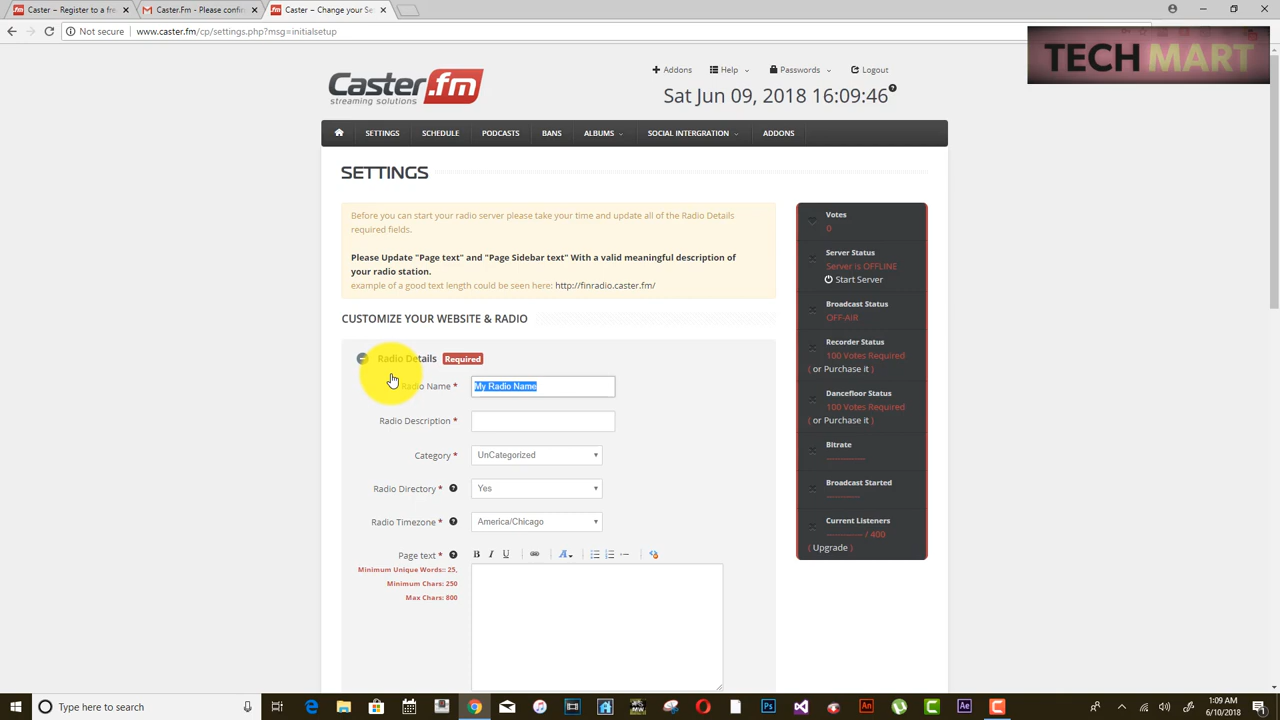 Caster – Register to a fre
Caster.Fm - Please confir
Caster – Change your Set
Not secure
www.caster.fm/cp/settings.php?msg=initialsetup
TECH MART
Caster.fm
streaming solutions
Addons
Help
Passwords
Logout
Sat Jun 09, 2018 16:09:46
SETTINGS
SCHEDULE
PODCASTS
BANS
ALBUMS
SOCIAL INTERGRATION
ADDONS
SETTINGS
Before you can start your radio server please take your time and update all of the Radio Details
required fields.
Please Update "Page text" and "Page Sidebar text" With a valid meaningful description of
your radio station.
example of a good text length could be seen here: http://finradio.caster.fm/
CUSTOMIZE YOUR WEBSITE & RADIO
Radio Details Required
Radio Name * My Radio Name
Radio Description *
Category * UnCategorized
Radio Directory * Yes
Radio Timezone * America/Chicago
Page text *
B I U
Minimum Unique Words:: 25,
Minimum Chars: 250
Max Chars: 800
Votes
0
Server Status
Server is OFFLINE
Start Server
Broadcast Status
OFF-AIR
Recorder Status
100 Votes Required
( or Purchase it )
Dancefloor Status
100 Votes Required
( or Purchase it )
Bitrate
---------------
Broadcast Started
-------------
Current Listeners
------------- / 400
( Upgrade )
Type here to search
1:09 AM
6/10/2018